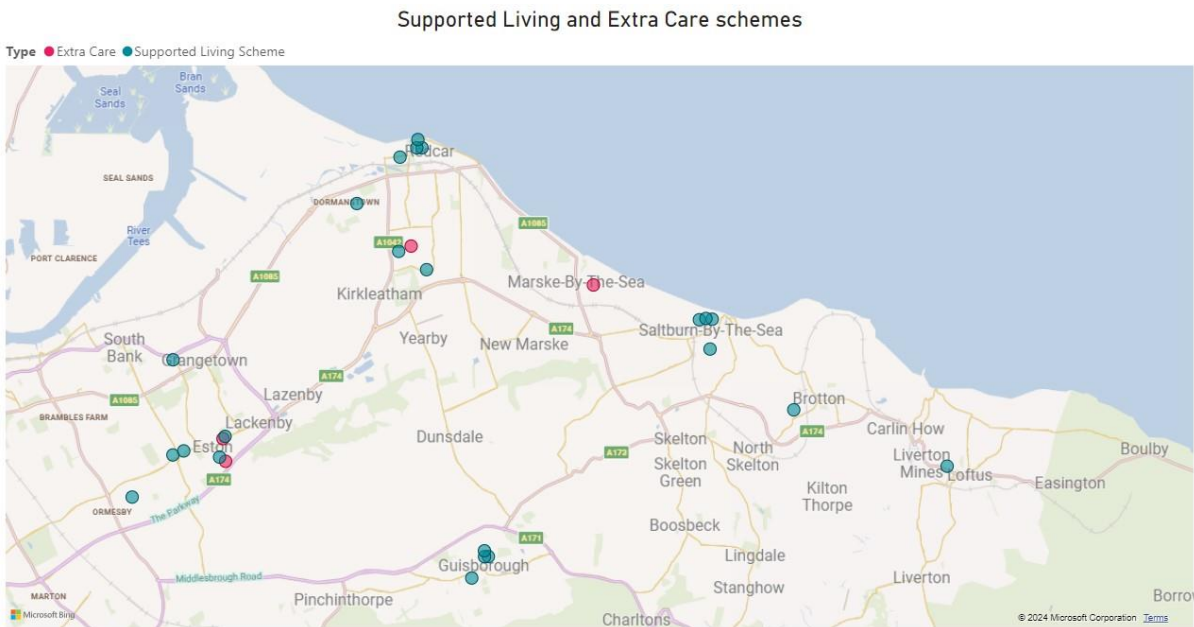 Supported Living and Extra Care schemes
Type Extra Care Supported Living Scheme
Bran
Sands
Seal
Sands
Redcar
SEAL SANDS
DORMANSTOWN
River
Tees
A1085
A1042
PORT CLARENCE
A1085
Marske-By-The-Sea
Kirkleatham
South
Bank
Yearby
New Marske
A174
Saltburn-By-The-Sea
Grangetown
A174
Lazenby
A1085
BRAMBLES FARM
Lackenby
Brotton
Eston
Dunsdale
Skelton
North
Skelton
A174
Carlin How
A173
Skelton
Green
Liverton
Mines
Loftus
Boulby
A174
Easington
Kilton
Thorpe
ORMESBY
The Parkway
Boosbeck
A171
Guisborough
Lingdale
Middlesbrough Road
Stanghow
Liverton
MARTON
Pinchinthorpe
Borrow
Microsoft Bing
Charltons
© 2024 Microsoft Corporation Terms